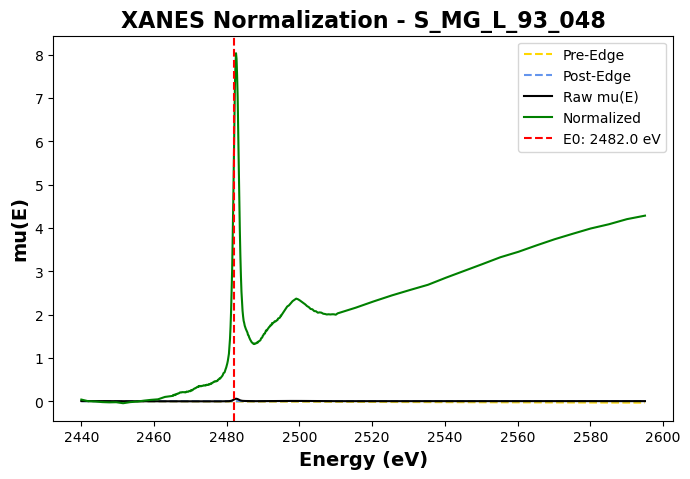 XANES Normalization - S_MG_L_93_048
mu(E)
8
7
6
5
4
3
2
1
0
Pre-Edge
Post-Edge
Raw mu(E)
Normalized
E0: 2482.0 eV
2440 2460 2480 2500 2520 2540 2560 2580 2600
Energy (eV)